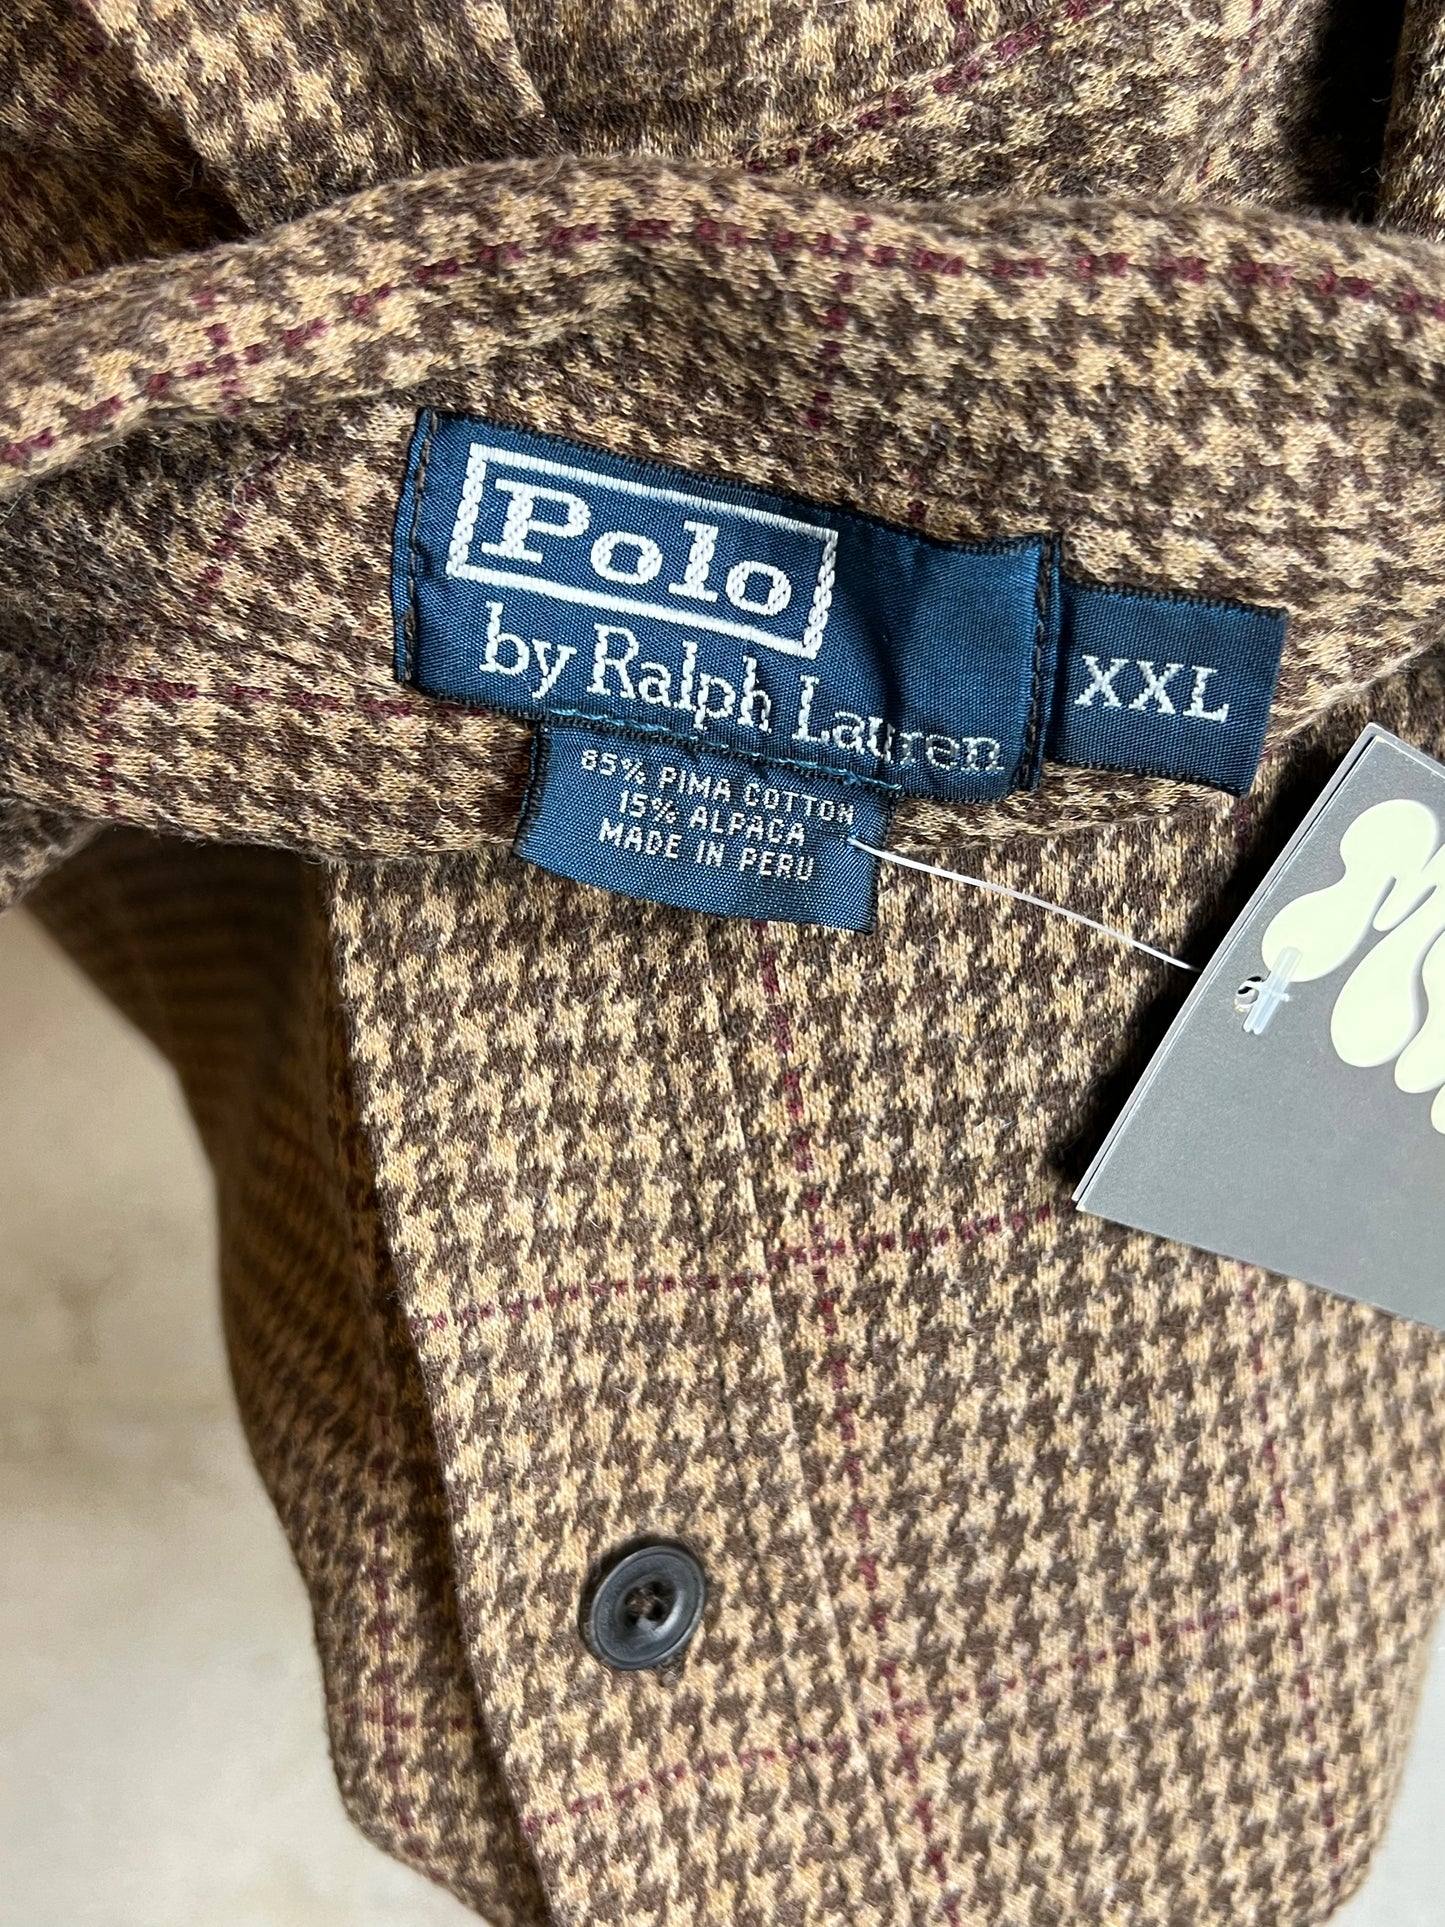 Polo
by Ralph Lauren
XXL
85% PIMA COTTON
15% ALPACA
MADE IN PERU